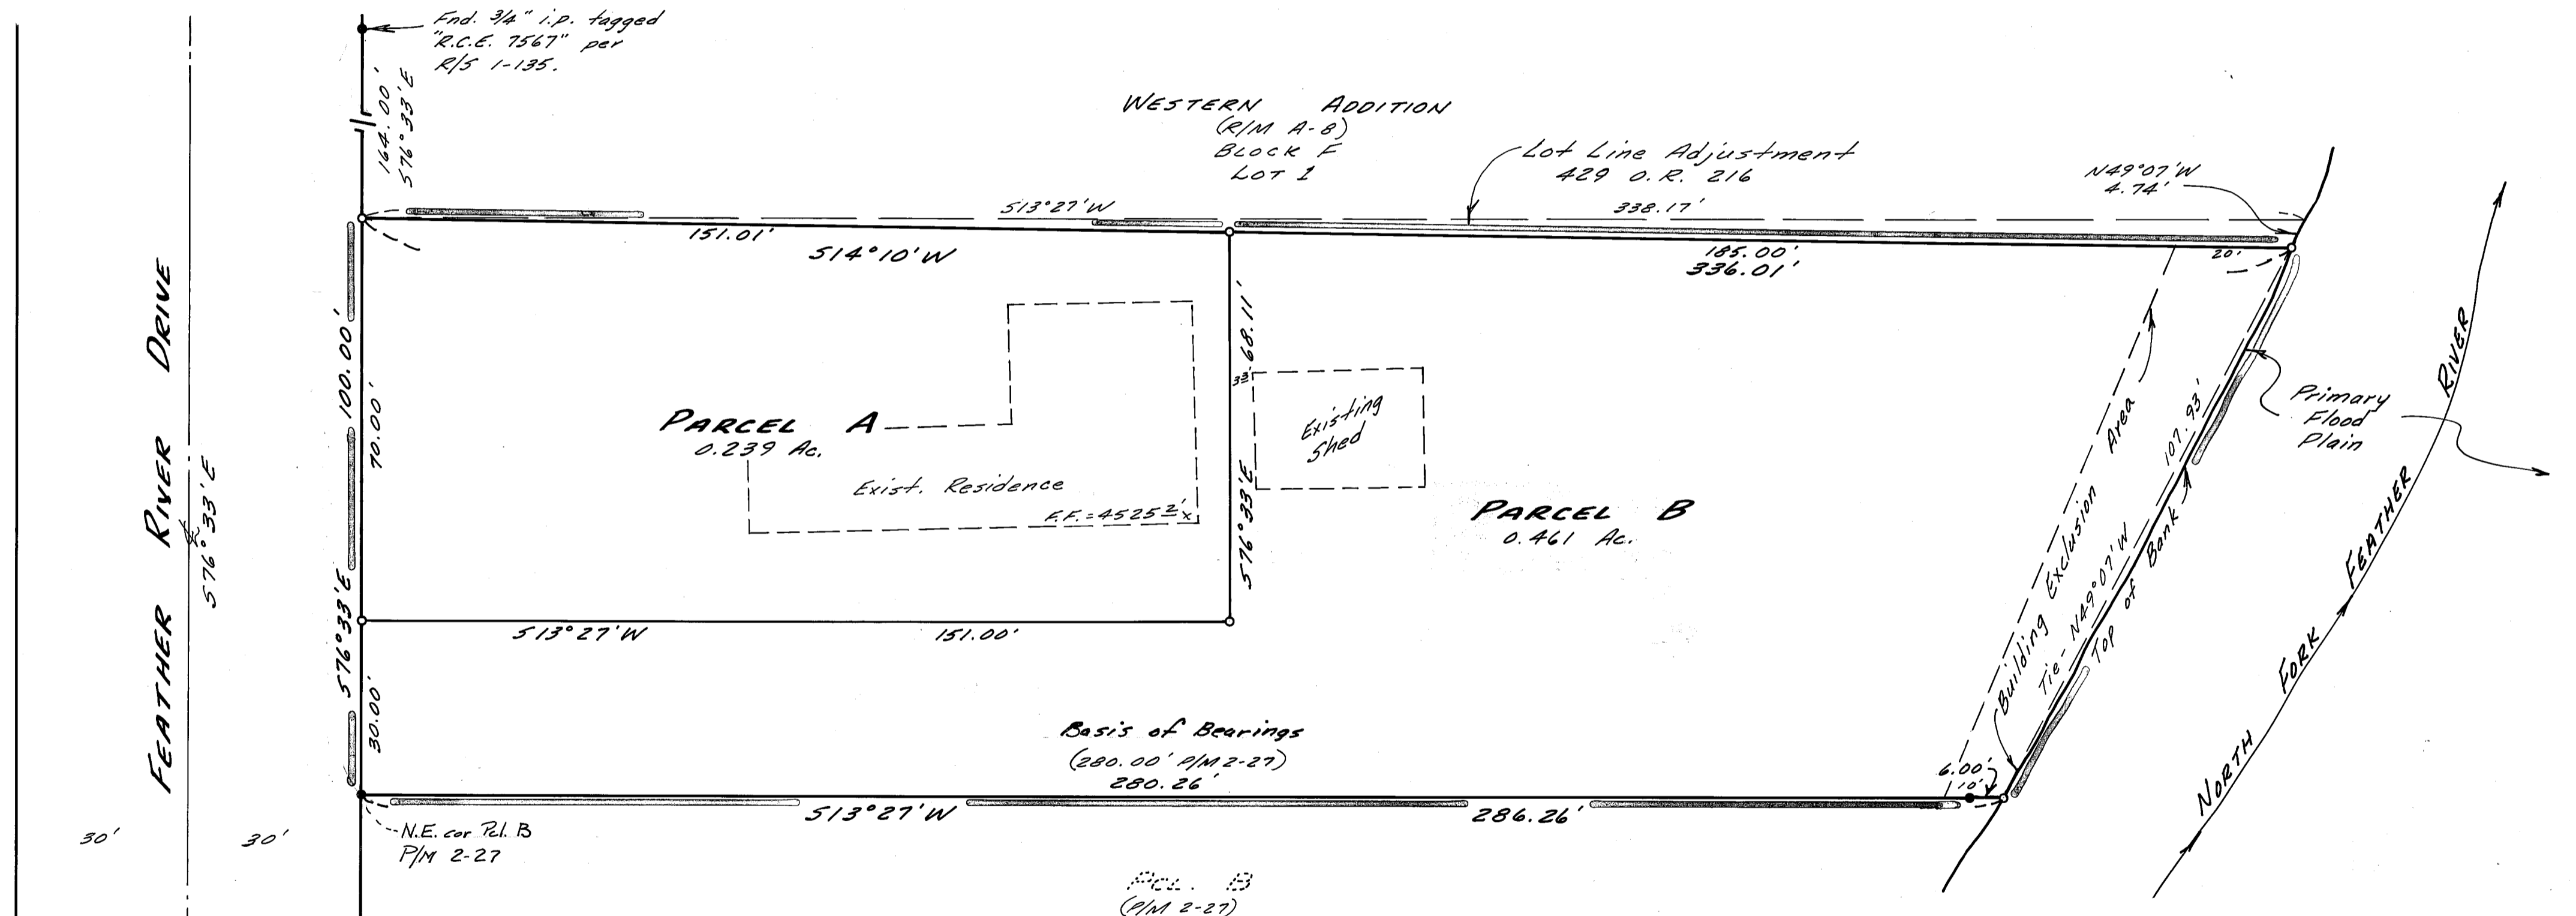 Fnd. 3/4" i.p. tagged
"R.C.E. 7567" per
R/S 1-135.
164.00'
S76°33'E
WESTERN ADDITION
(R/M A-8)
BLOCK F
LOT 1
Lot Line Adjustment
429 O.R. 216
N49°07'W
4.74'
S13°27'W
338.17'
151.01'
S14°10'W
185.00'
336.01'
20'
FEATHER RIVER DRIVE
℄
S76°33'E
100.00'
S76°33'E
70.00'
30.00'
PARCEL A
0.239 Ac.
Exist. Residence
F.F.=4525.2'x
68.11'
3.3'
S76°33'E
Existing
Shed
PARCEL B
0.461 Ac.
Building Exclusion Area
Tie- N49°07'W 107.93'
Top of Bank
Primary
Flood
Plain
NORTH FORK FEATHER RIVER
S13°27'W
151.00'
Basis of Bearings
(280.00' P/M 2-27)
280.26'
S13°27'W
286.26'
6.00'
10'
N.E. cor Pcl. B
P/M 2-27
30'
30'
PCL. B
(P/M 2-27)